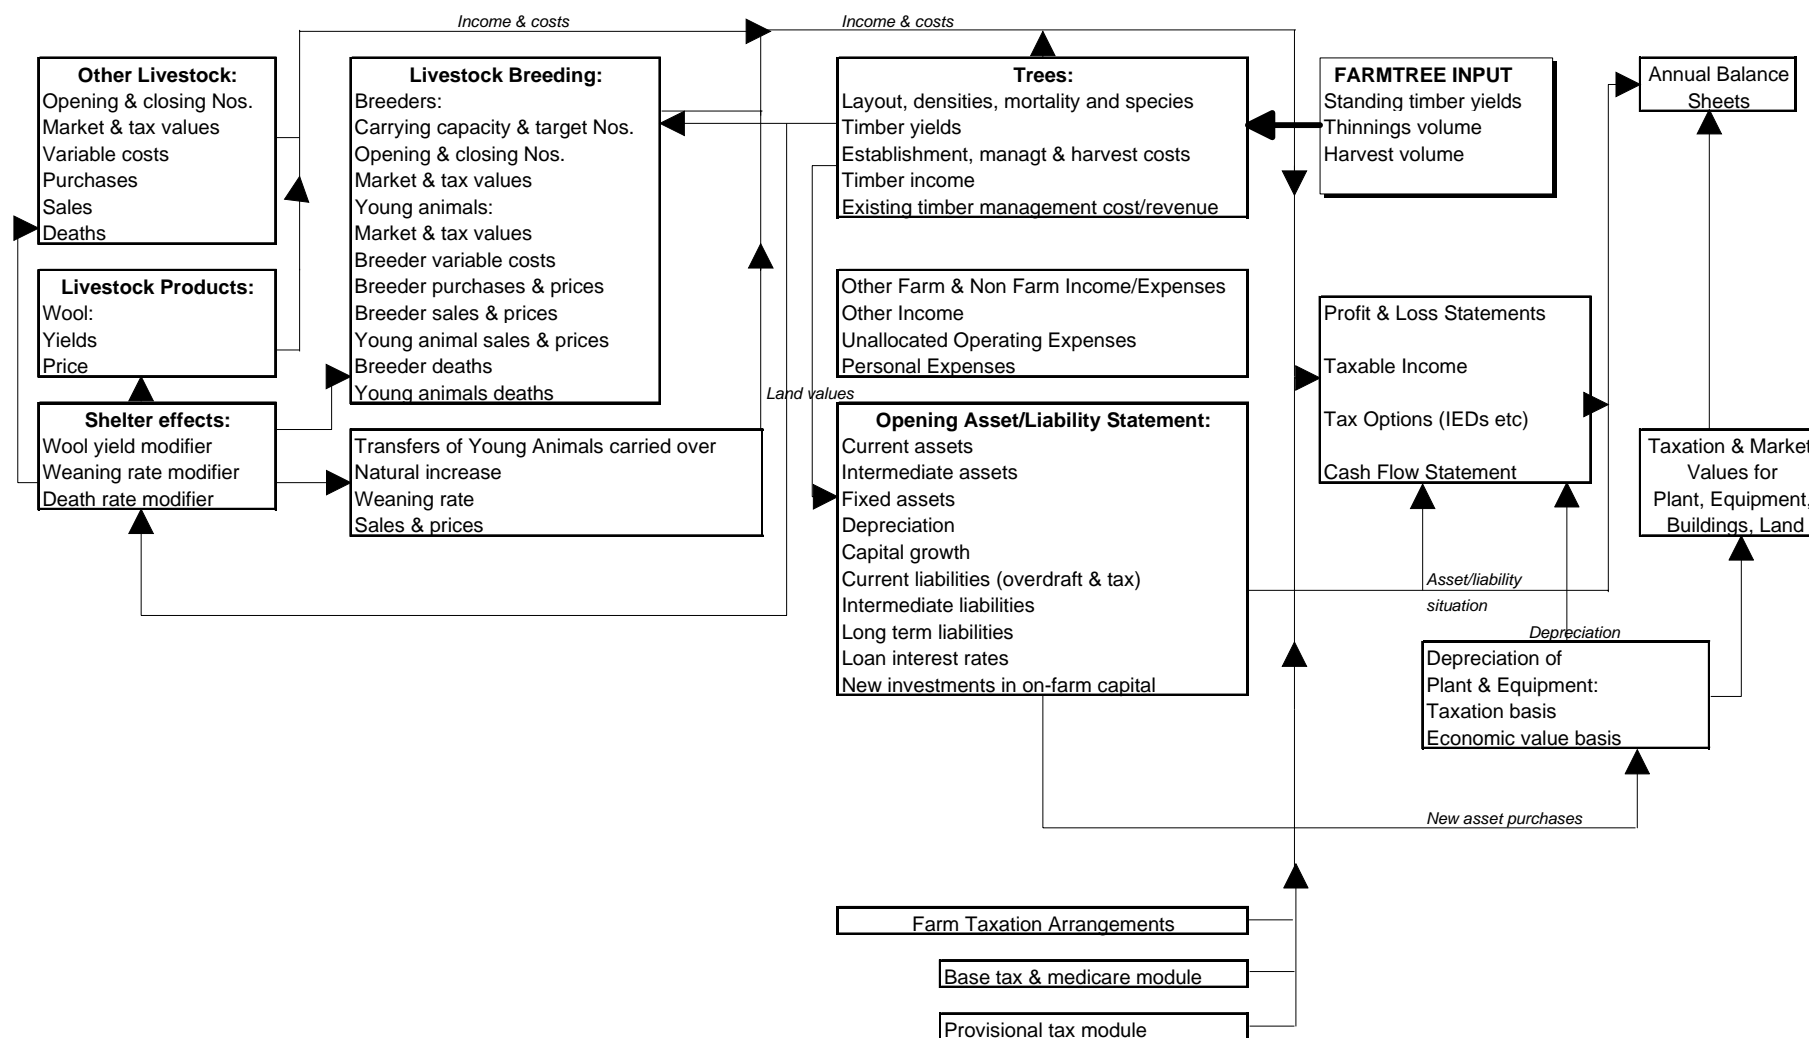 Income & costs
Income & costs
Other Livestock:
Opening & closing Nos.
Market & tax values
Variable costs
Purchases
Sales
Deaths
Livestock Products:
Wool:
Yields
Price
Shelter effects:
Wool yield modifier
Weaning rate modifier
Death rate modifier
Livestock Breeding:
Breeders:
Carrying capacity & target Nos.
Opening & closing Nos.
Market & tax values
Young animals:
Market & tax values
Breeder variable costs
Breeder purchases & prices
Breeder sales & prices
Young animal sales & prices
Breeder deaths
Young animals deaths
Transfers of Young Animals carried over
Natural increase
Weaning rate
Sales & prices
Land values
Trees:
Layout, densities, mortality and species
Timber yields
Establishment, managt & harvest costs
Timber income
Existing timber management cost/revenue
Other Farm & Non Farm Income/Expenses
Other Income
Unallocated Operating Expenses
Personal Expenses
Opening Asset/Liability Statement:
Current assets
Intermediate assets
Fixed assets
Depreciation
Capital growth
Current liabilities (overdraft & tax)
Intermediate liabilities
Long term liabilities
Loan interest rates
New investments in on-farm capital
Farm Taxation Arrangements
Base tax & medicare module
Provisional tax module
FARMTREE INPUT
Standing timber yields
Thinnings volume
Harvest volume
Profit & Loss Statements
Taxable Income
Tax Options (IEDs etc)
Cash Flow Statement
Asset/liability
situation
Depreciation
Depreciation of
Plant & Equipment:
Taxation basis
Economic value basis
New asset purchases
Annual Balance
Sheets
Taxation & Market
Values for
Plant, Equipment,
Buildings, Land